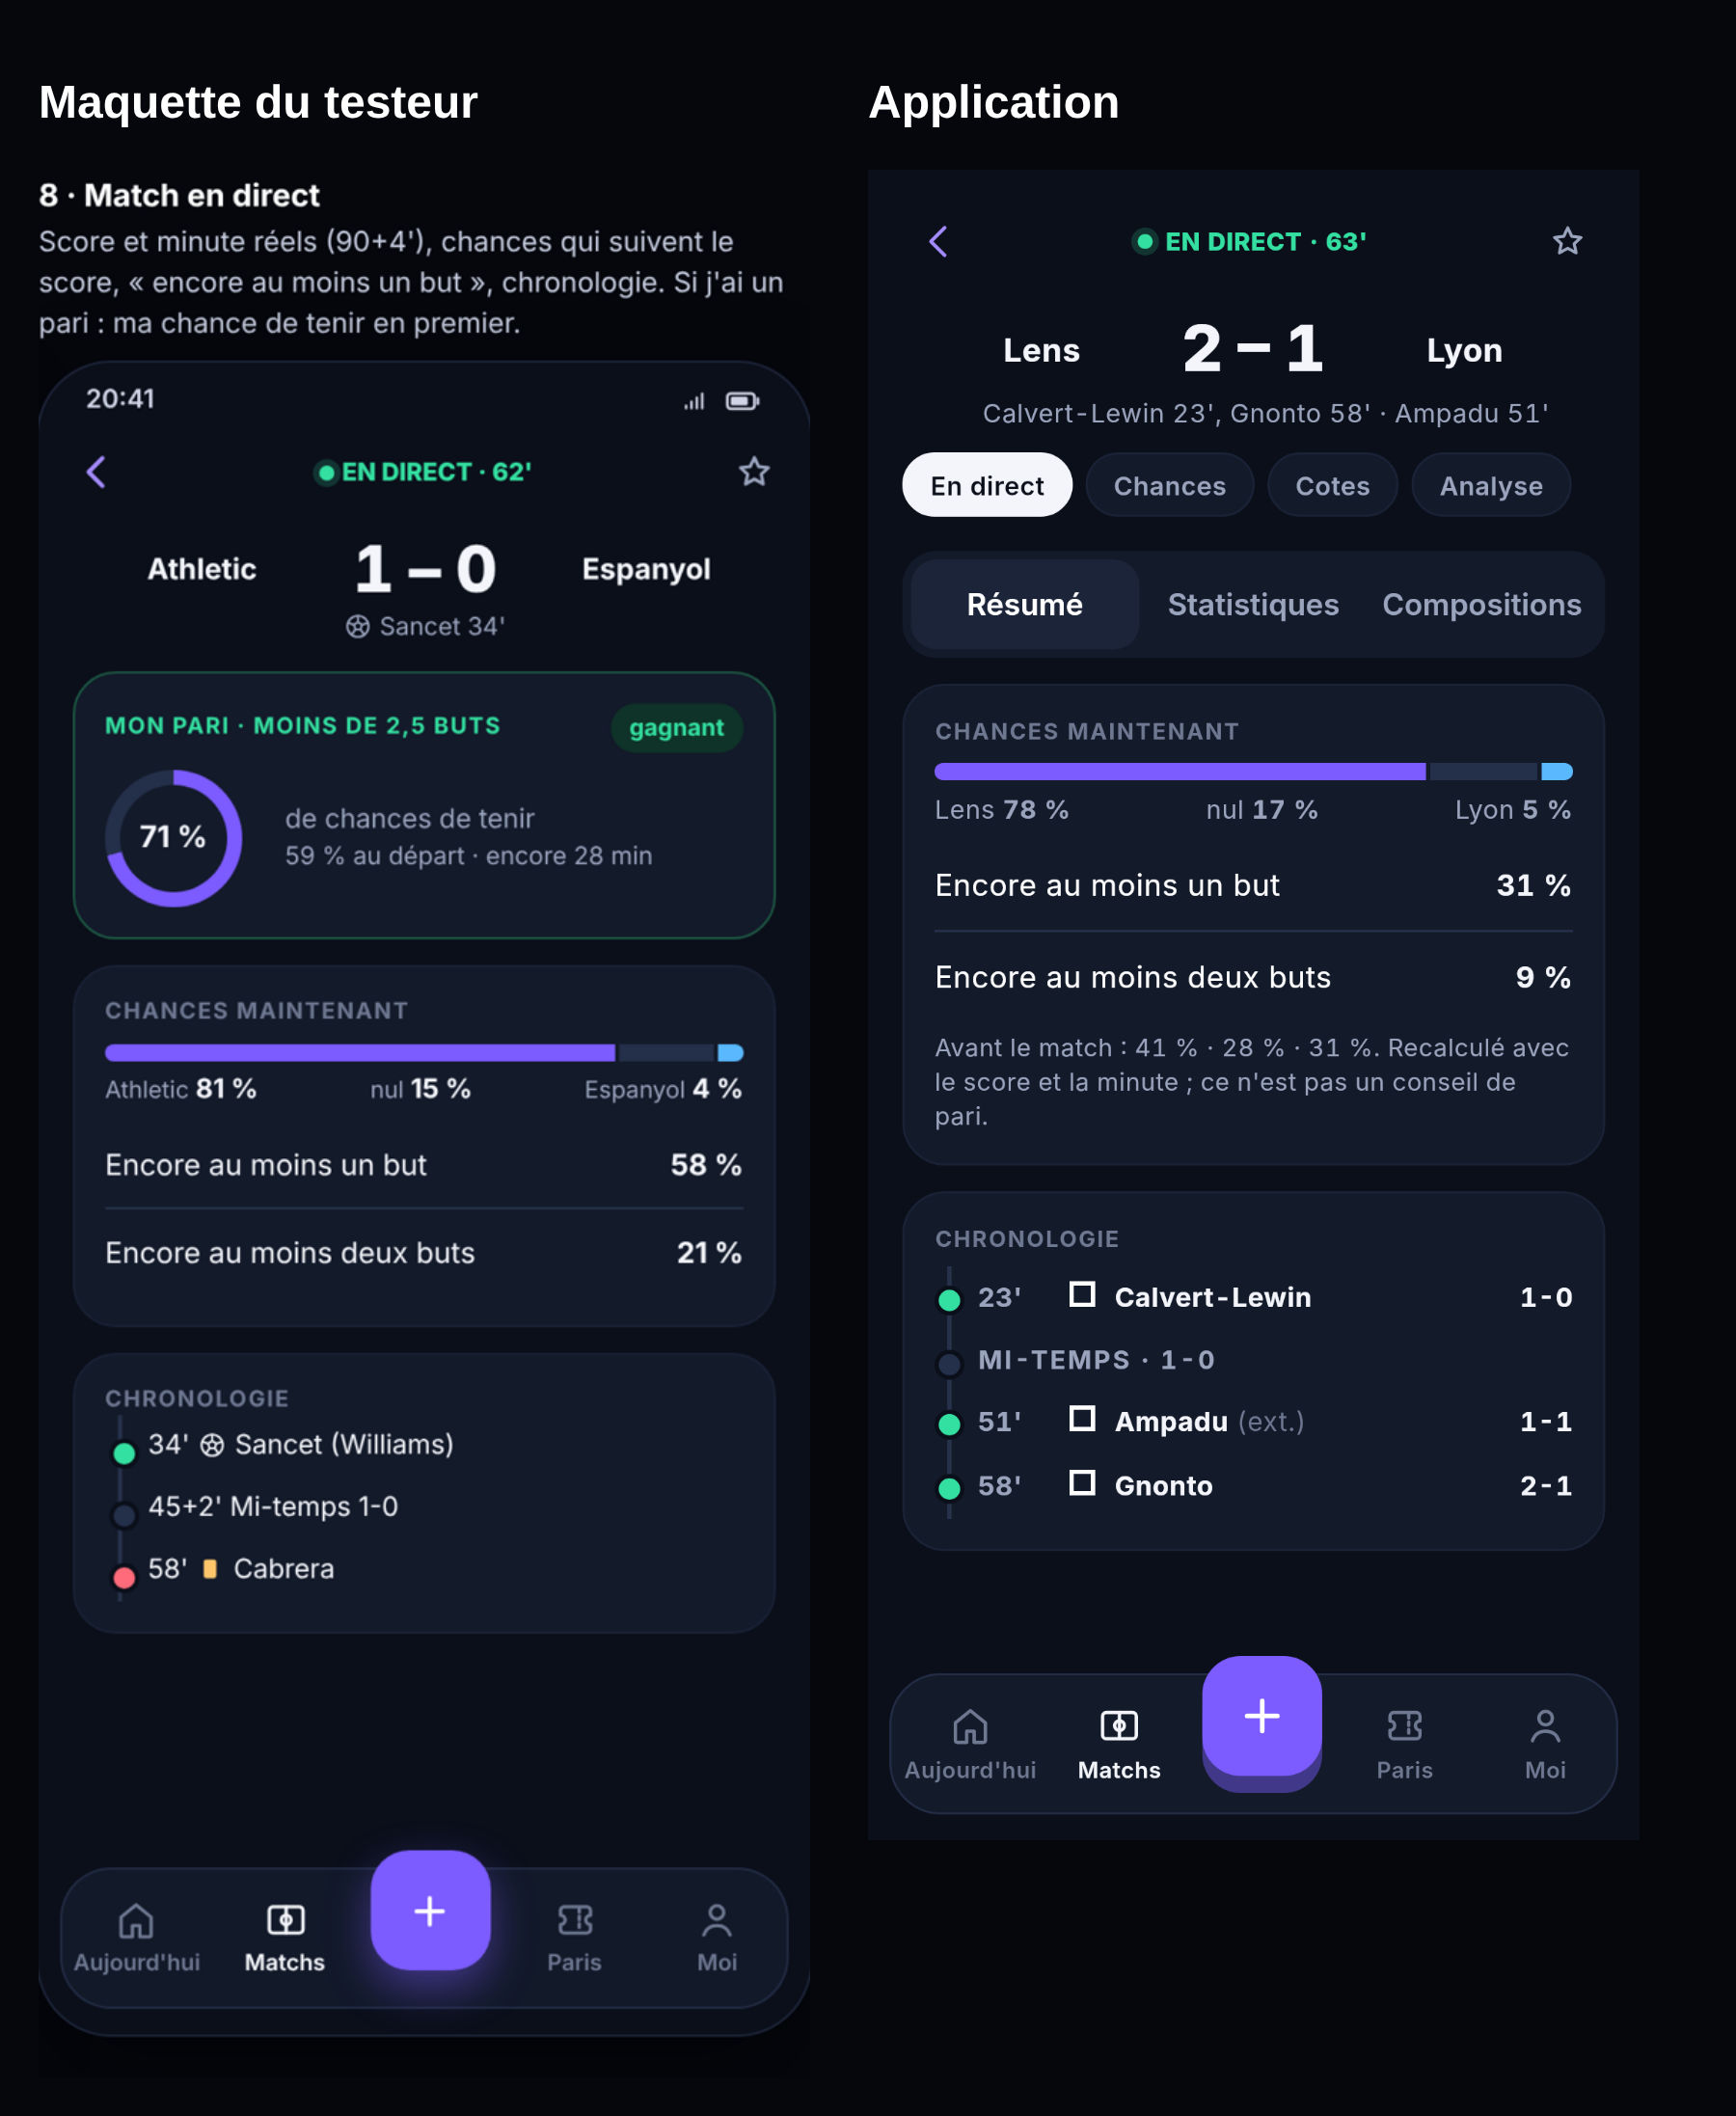 Maquette du testeur
8 · Match en direct
Score et minute réels (90+4'), chances qui suivent le
score, « encore au moins un but », chronologie. Si j'ai un
pari : ma chance de tenir en premier.
20:41
EN DIRECT · 62'
Athletic 1 – 0 Espanyol
Sancet 34'
MON PARI · MOINS DE 2,5 BUTS gagnant
71 %
de chances de tenir
59 % au départ · encore 28 min
CHANCES MAINTENANT
Athletic 81 % nul 15 % Espanyol 4 %
Encore au moins un but 58 %
Encore au moins deux buts 21 %
CHRONOLOGIE
34' Sancet (Williams)
45+2' Mi-temps 1-0
58' Cabrera
Aujourd'hui Matchs + Paris Moi
Application
EN DIRECT · 63'
Lens 2 – 1 Lyon
Calvert-Lewin 23', Gnonto 58' · Ampadu 51'
En direct Chances Cotes Analyse
Résumé Statistiques Compositions
CHANCES MAINTENANT
Lens 78 % nul 17 % Lyon 5 %
Encore au moins un but 31 %
Encore au moins deux buts 9 %
Avant le match : 41 % · 28 % · 31 %. Recalculé avec
le score et la minute ; ce n'est pas un conseil de
pari.
CHRONOLOGIE
23' Calvert-Lewin 1-0
MI-TEMPS · 1-0
51' Ampadu (ext.) 1-1
58' Gnonto 2-1
Aujourd'hui Matchs + Paris Moi